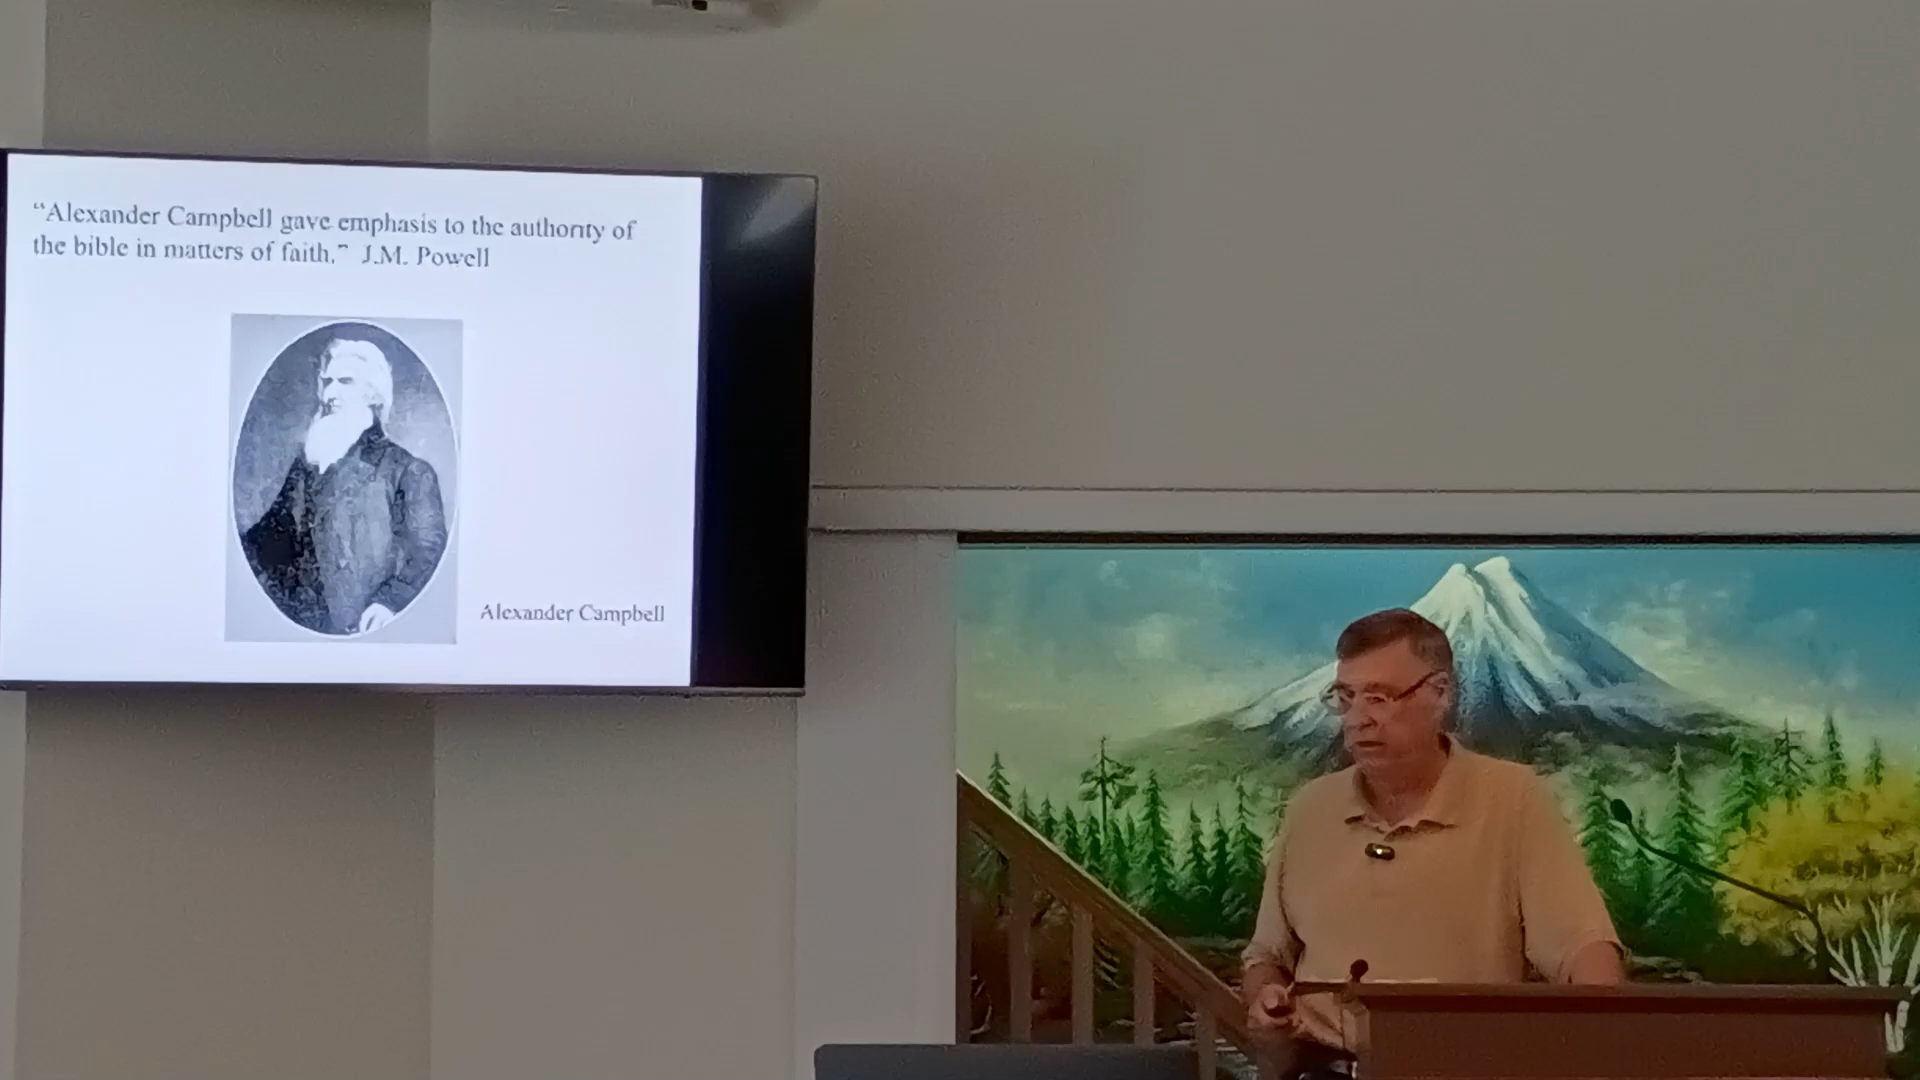 “Alexander Campbell gave emphasis to the authority of
the bible in matters of faith.” J.M. Powell
Alexander Campbell